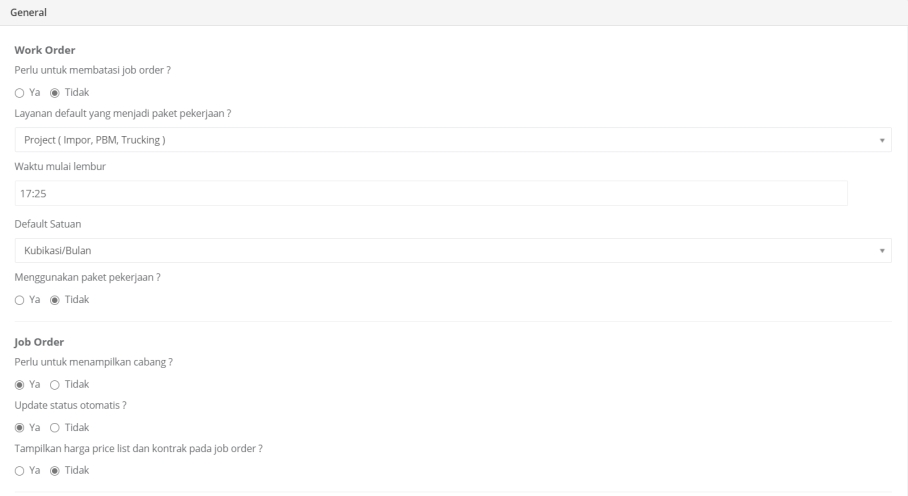 General
Work Order
Perlu untuk membatasi job order ?
Ya Tidak
Layanan default yang menjadi paket pekerjaan ?
Project ( Impor, PBM, Trucking )
Waktu mulai lembur
17:25
Default Satuan
Kubikasi/Bulan
Menggunakan paket pekerjaan ?
Ya Tidak
Job Order
Perlu untuk menampilkan cabang ?
Ya Tidak
Update status otomatis ?
Ya Tidak
Tampilkan harga price list dan kontrak pada job order ?
Ya Tidak